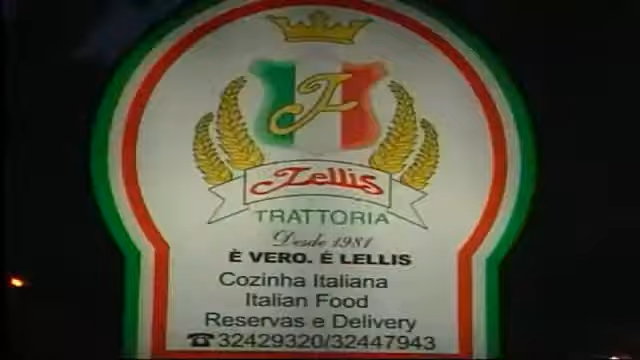 L
Lellis
TRATTORIA
Desde 1981
È VERO. É LELLIS
Cozinha Italiana
Italian Food
Reservas e Delivery
☎32429320/32447943